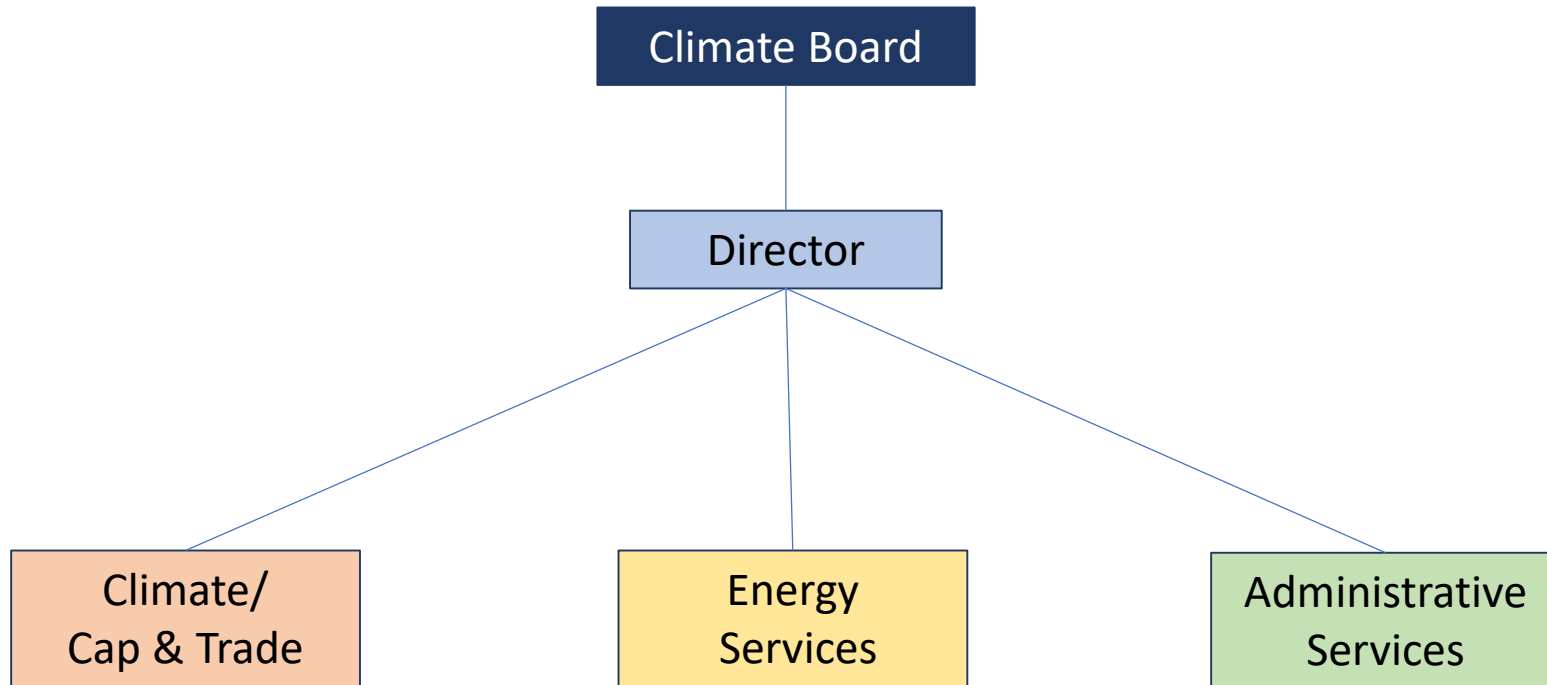 Climate Board
Director
Climate/
Cap & Trade
Energy
Services
Administrative
Services